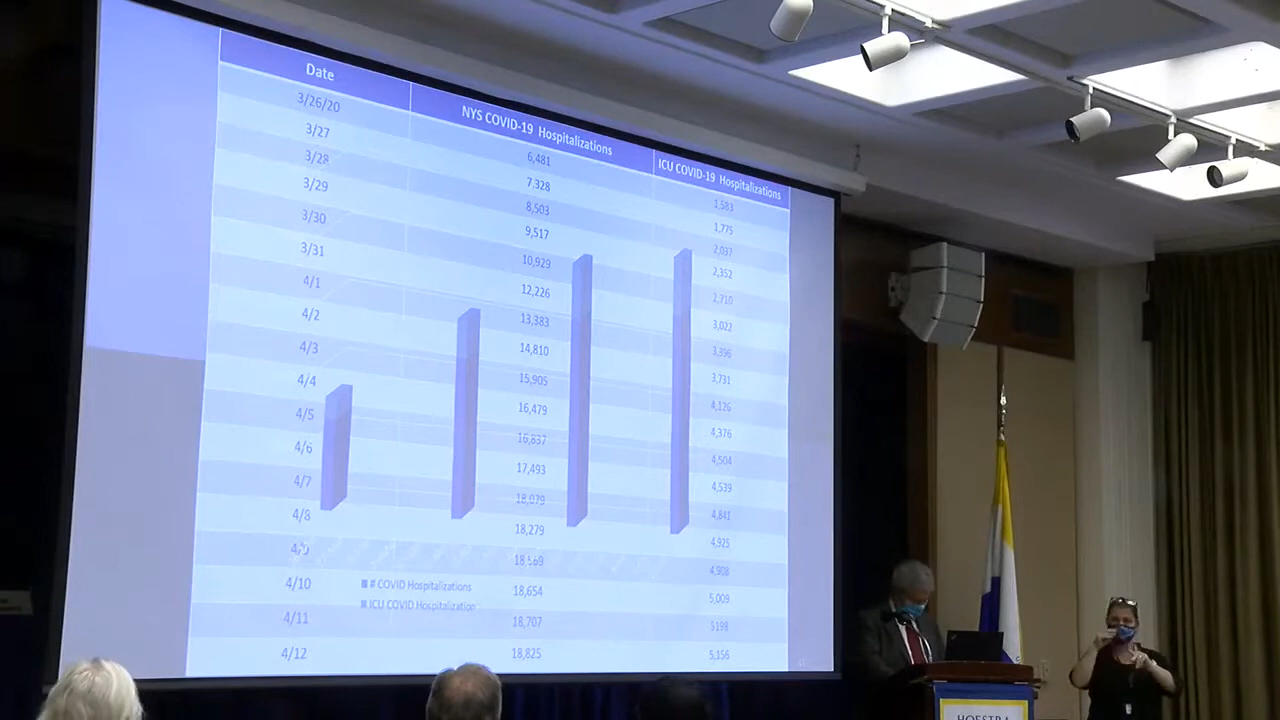 Date NYS COVID-19 Hospitalizations ICU COVID-19 Hospitalizations
3/26/20 6,481 1,583
3/27 7,328 1,775
3/28 8,503 2,037
3/29 9,517 2,352
3/30 10,929 2,710
3/31 12,226 3,022
4/1 13,383 3,396
4/2 14,810 3,731
4/3 15,905 4,126
4/4 16,479 4,376
4/5 16,837 4,504
4/6 17,493 4,539
4/7 18,079 4,841
4/8 18,279 4,925
4/9 18,569 4,908
4/10 18,654 5,009
4/11 18,707 5198
4/12 18,825 5,156
# COVID Hospitalizations
ICU COVID Hospitalization
HOFSTRA